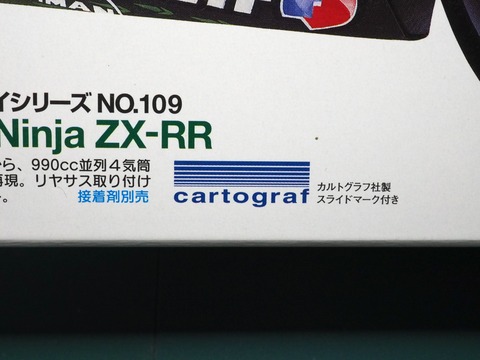 MAN
イシリーズ NO.109
Ninja ZX-RR
から、990cc並列4気筒
再現。リヤサス取り付け
接着剤別売
cartograf
カルトグラフ社製
スライドマーク付き